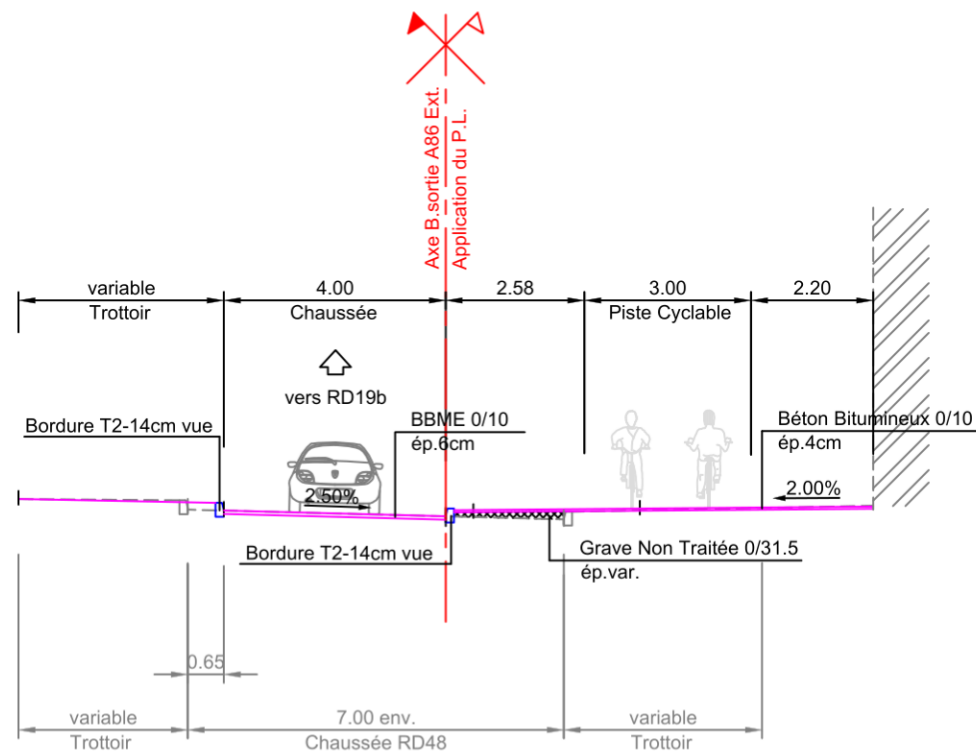 Axe B.sortie A86 Ext.
Application du P.L.
variable
Trottoir
4.00
Chaussée
2.58
3.00
Piste Cyclable
2.20
vers RD19b
Bordure T2-14cm vue
BBME 0/10
ép.6cm
Béton Bitumineux 0/10
ép.4cm
2.50%
2.00%
Bordure T2-14cm vue
Grave Non Traitée 0/31.5
ép.var.
0.65
variable
Trottoir
7.00 env.
Chaussée RD48
variable
Trottoir